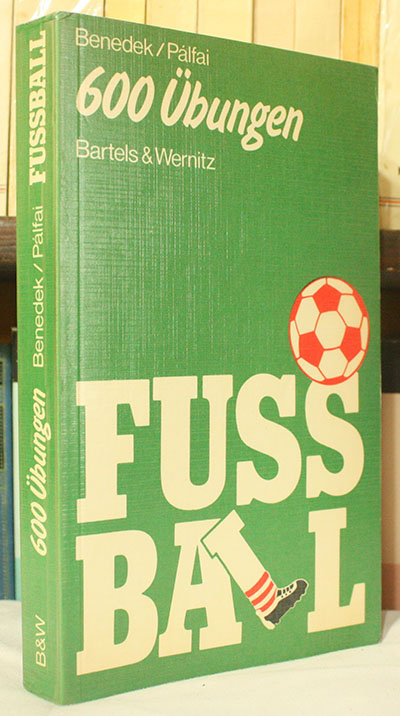 Benedek/Pálfai
600 Übungen
Bartels & Wernitz
FUSS
BALL
B&W 600 Übungen Benedek/Pálfai FUSSBALL